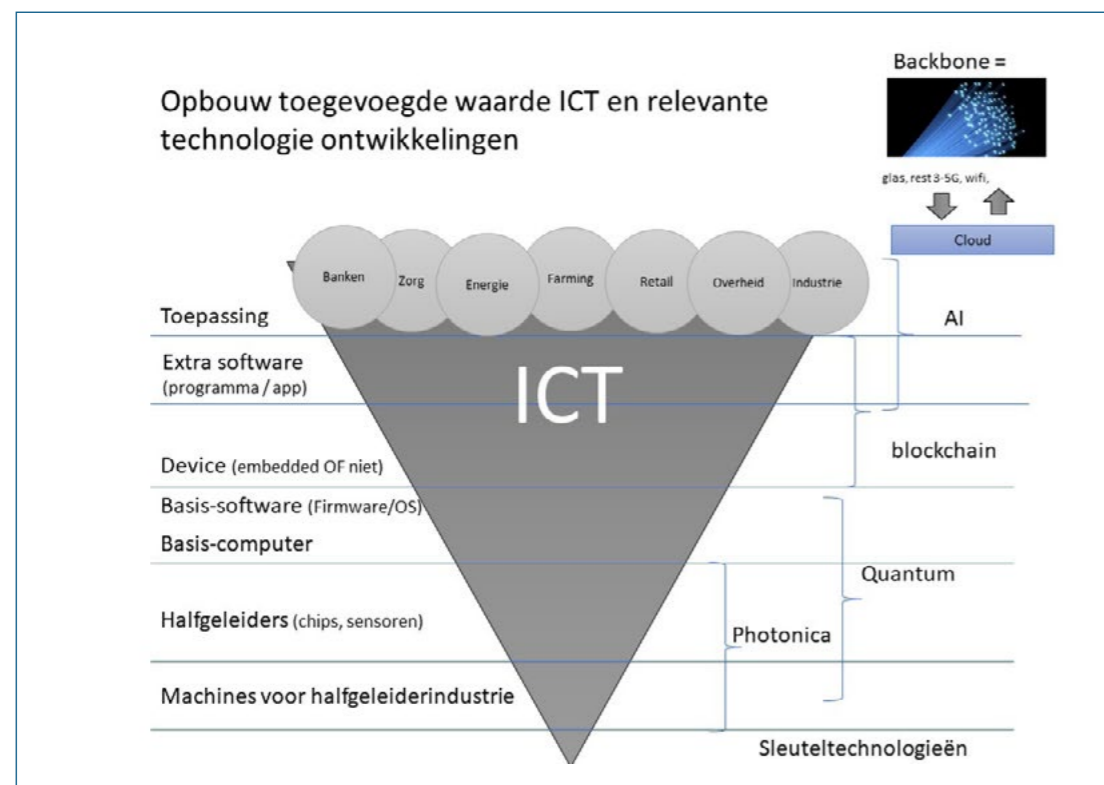 Backbone =
Opbouw toegevoegde waarde ICT en relevante
technologie ontwikkelingen
glas, rest 3-5G, wifi,
Cloud
Banken
Zorg
Energie
Farming
Retail
Overheid
Industrie
Toepassing
AI
Extra software
(programma / app)
ICT
blockchain
Device (embedded OF niet)
Basis-software (Firmware/OS)
Basis-computer
Quantum
Halfgeleiders (chips, sensoren)
Photonica
Machines voor halfgeleiderindustrie
Sleuteltechnologieën